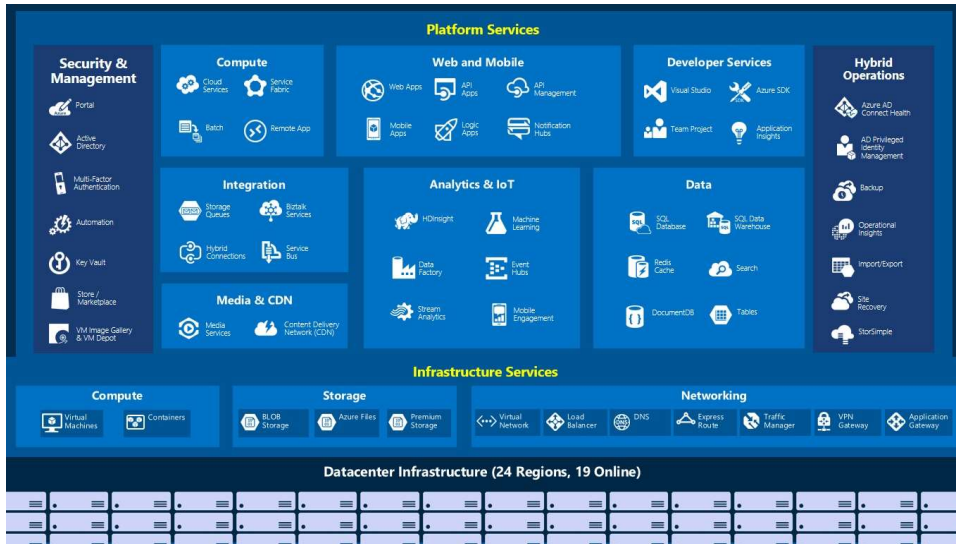 Platform Services
Security &
Management
Portal
Active
Directory
Multi-Factor
Authentication
Automation
Key Vault
Store /
Marketplace
VM Image Gallery
& VM Depot
Compute
Cloud
Services
Service
Fabric
Batch
Remote App
Web and Mobile
Web Apps
API
Apps
API
Management
Mobile
Apps
Logic
Apps
Notification
Hubs
Developer Services
Visual Studio
Azure SDK
Team Project
Application
Insights
Hybrid
Operations
Azure AD
Connect Health
AD Privileged
Identity
Management
Backup
Operational
Insights
Import/Export
Site
Recovery
StorSimple
Integration
Storage
Queues
Biztalk
Services
Hybrid
Connections
Service
Bus
Analytics & IoT
HDInsight
Machine
Learning
Data
Factory
Event
Hubs
Stream
Analytics
Mobile
Engagement
Data
SQL
SQL
Database
SQL
SQL Data
Warehouse
Redis
Cache
Search
DocumentDB
Tables
Media & CDN
Media
Services
Content Delivery
Network (CDN)
Infrastructure Services
Compute
Virtual
Machines
Containers
Storage
BLOB
Storage
Azure Files
Premium
Storage
Networking
Virtual
Network
Load
Balancer
DNS
DNS
Express
Route
Traffic
Manager
VPN
Gateway
Application
Gateway
Datacenter Infrastructure (24 Regions, 19 Online)